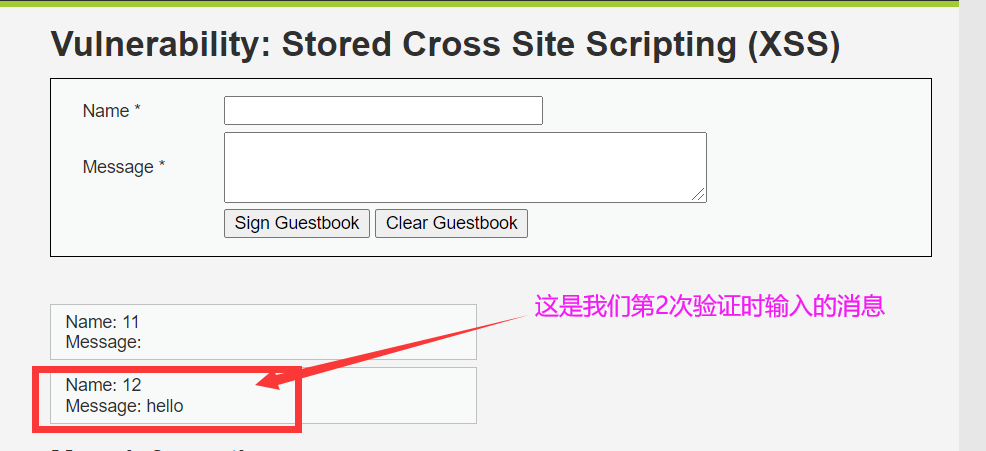 Vulnerability: Stored Cross Site Scripting (XSS)
Name *
Message *
Sign Guestbook Clear Guestbook
这是我们第2次验证时输入的消息
Name: 11
Message:
Name: 12
Message: hello